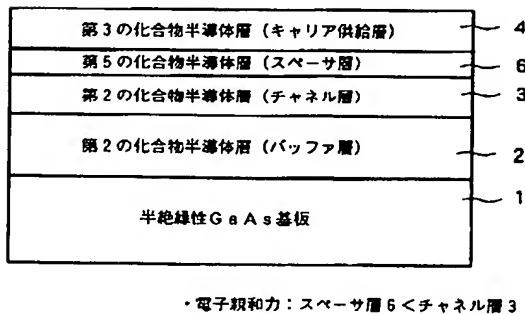 第3の化合物半導体層(キャリア供給層) 4
第5の化合物半導体層(スペーサ層) 6
第2の化合物半導体層(チャネル層) 3
第2の化合物半導体層(バッファ層) 2
半絶縁性GaAs基板 1
・電子親和力:スペーサ層6<チャネル層3